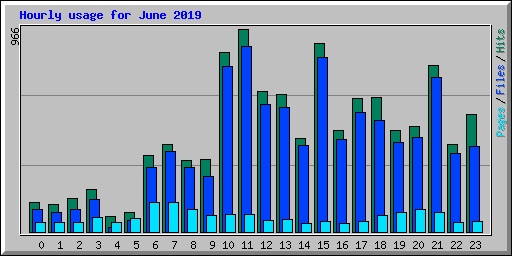 Hourly usage for June 2019
966
Pages / Files / Hits
0 1 2 3 4 5 6 7 8 9 10 11 12 13 14 15 16 17 18 19 20 21 22 23